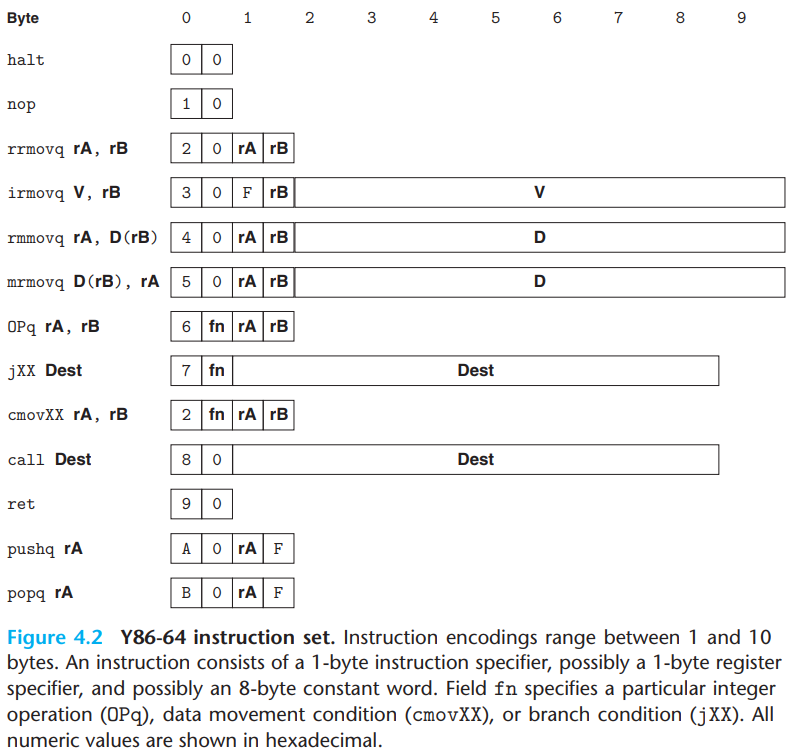 Byte 0 1 2 3 4 5 6 7 8 9
halt 0 0
nop 1 0
rrmovq rA, rB 2 0 rA rB
irmovq V, rB 3 0 F rB V
rmmovq rA, D(rB) 4 0 rA rB D
mrmovq D(rB), rA 5 0 rA rB D
OPq rA, rB 6 fn rA rB
jXX Dest 7 fn Dest
cmovXX rA, rB 2 fn rA rB
call Dest 8 0 Dest
ret 9 0
pushq rA A 0 rA F
popq rA B 0 rA F
Figure 4.2 Y86-64 instruction set. Instruction encodings range between 1 and 10
bytes. An instruction consists of a 1-byte instruction specifier, possibly a 1-byte register
specifier, and possibly an 8-byte constant word. Field fn specifies a particular integer
operation (OPq), data movement condition (cmovXX), or branch condition (jXX). All
numeric values are shown in hexadecimal.